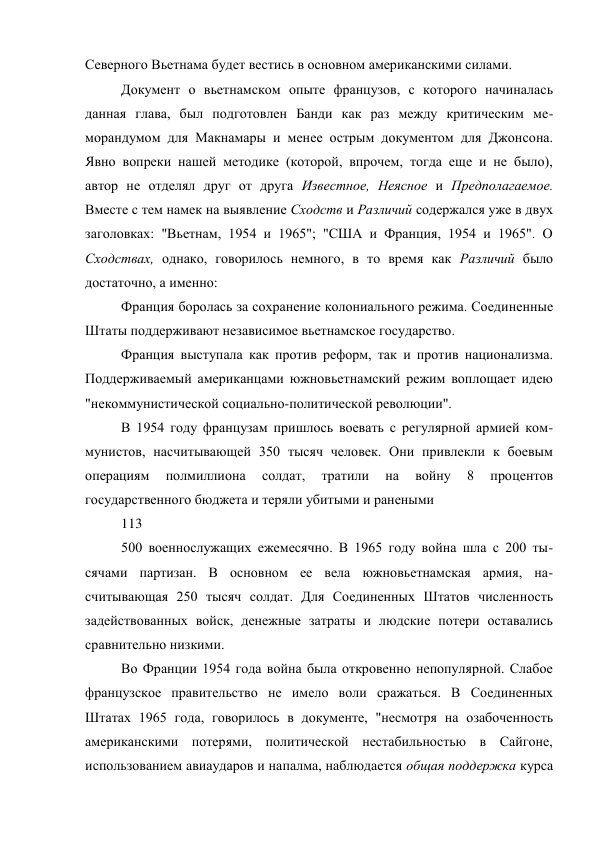 Северного Вьетнама будет вестись в основном американскими силами.
Документ о вьетнамском опыте французов, с которого начиналась
данная глава, был подготовлен Банди как раз между критическим ме-
морандумом для Макнамары и менее острым документом для Джонсона.
Явно вопреки нашей методике (которой, впрочем, тогда еще и не было),
автор не отделял друг от друга Известное, Неясное и Предполагаемое.
Вместе с тем намек на выявление Сходств и Различий содержался уже в двух
заголовках: "Вьетнам, 1954 и 1965"; "США и Франция, 1954 и 1965". О
Сходствах, однако, говорилось немного, в то время как Различий было
достаточно, а именно:
Франция боролась за сохранение колониального режима. Соединенные
Штаты поддерживают независимое вьетнамское государство.
Франция выступала как против реформ, так и против национализма.
Поддерживаемый американцами южновьетнамский режим воплощает идею
"некоммунистической социально-политической революции".
В 1954 году французам пришлось воевать с регулярной армией ком-
мунистов, насчитывающей 350 тысяч человек. Они привлекли к боевым
операциям полмиллиона солдат, тратили на войну 8 процентов
государственного бюджета и теряли убитыми и ранеными
113
500 военнослужащих ежемесячно. В 1965 году война шла с 200 ты-
сячами партизан. В основном ее вела южновьетнамская армия, на-
считывающая 250 тысяч солдат. Для Соединенных Штатов численность
задействованных войск, денежные затраты и людские потери оставались
сравнительно низкими.
Во Франции 1954 года война была откровенно непопулярной. Слабое
французское правительство не имело воли сражаться. В Соединенных
Штатах 1965 года, говорилось в документе, "несмотря на озабоченность
американскими потерями, политической нестабильностью в Сайгоне,
использованием авиаударов и напалма, наблюдается общая поддержка курса